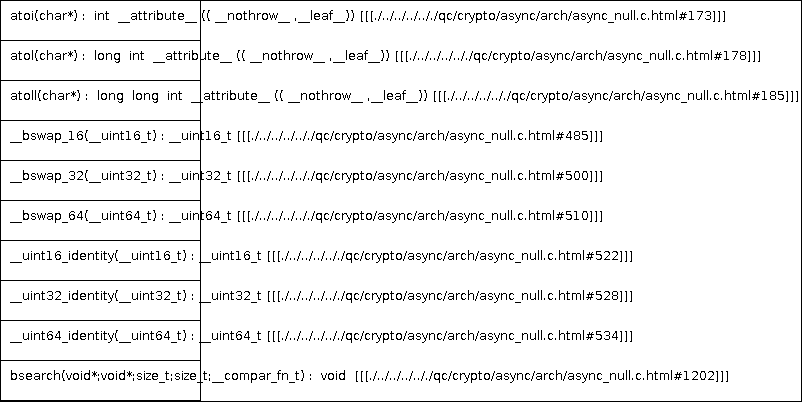 atoi(char*) : int __attribute__ (( __nothrow__ ,__leaf__)) [[[./../../../../qc/crypto/async/arch/async_null.c.html#173]]]
atol(char*) : long int __attribute__ (( __nothrow__ ,__leaf__)) [[[./../../../../qc/crypto/async/arch/async_null.c.html#178]]]
atoll(char*) : long long int __attribute__ (( __nothrow__ ,__leaf__)) [[[./../../../../qc/crypto/async/arch/async_null.c.html#185]]]
__bswap_16(__uint16_t) : __uint16_t [[[./../../../../qc/crypto/async/arch/async_null.c.html#485]]]
__bswap_32(__uint32_t) : __uint32_t [[[./../../../../qc/crypto/async/arch/async_null.c.html#500]]]
__bswap_64(__uint64_t) : __uint64_t [[[./../../../../qc/crypto/async/arch/async_null.c.html#510]]]
__uint16_identity(__uint16_t) : __uint16_t [[[./../../../../qc/crypto/async/arch/async_null.c.html#522]]]
__uint32_identity(__uint32_t) : __uint32_t [[[./../../../../qc/crypto/async/arch/async_null.c.html#528]]]
__uint64_identity(__uint64_t) : __uint64_t [[[./../../../../qc/crypto/async/arch/async_null.c.html#534]]]
bsearch(void*;void*;size_t;size_t;__compar_fn_t) : void [[[./../../../../qc/crypto/async/arch/async_null.c.html#1202]]]